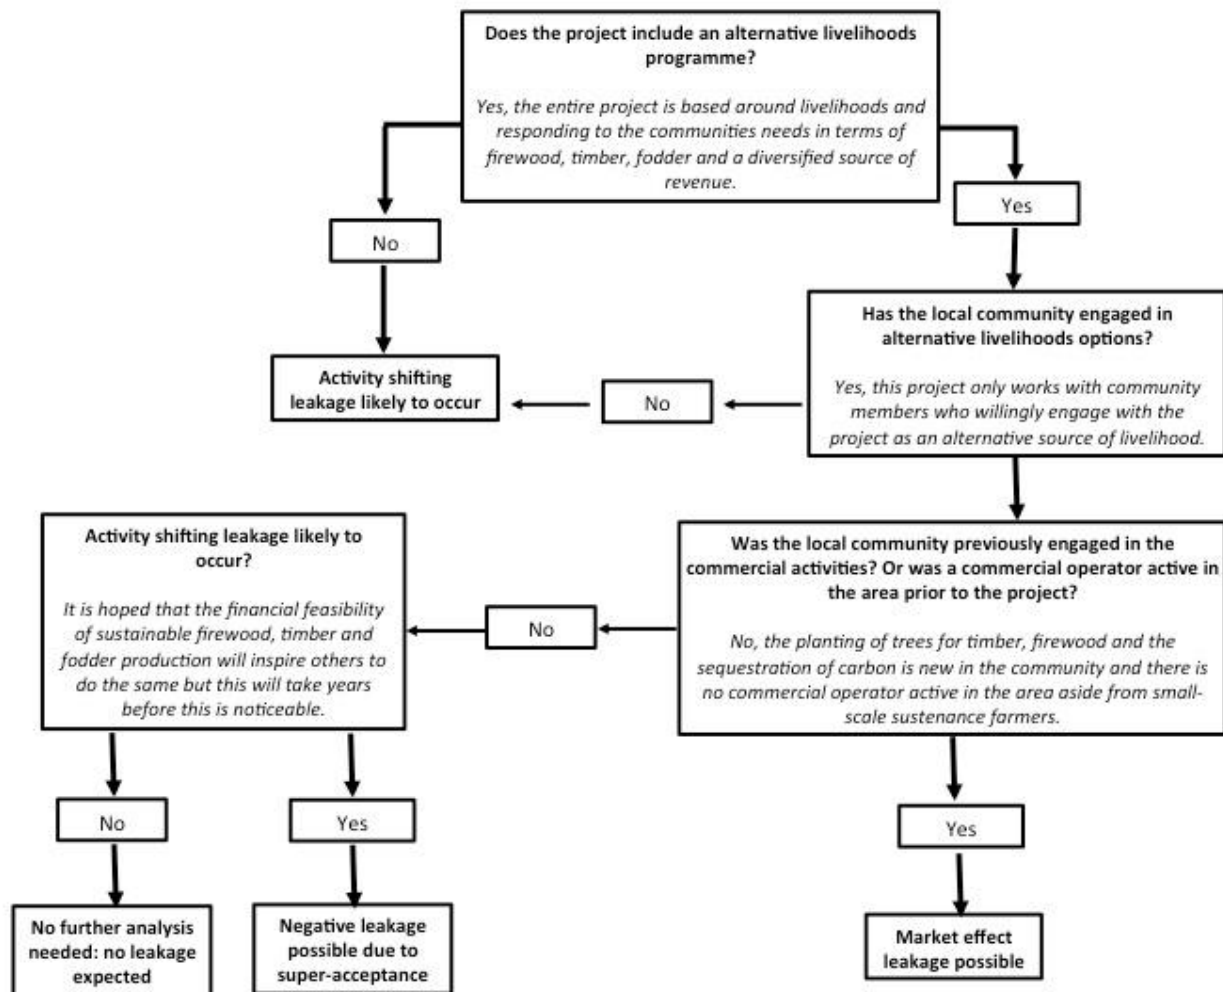 Does the project include an alternative livelihoods
programme?
Yes, the entire project is based around livelihoods and
responding to the communities needs in terms of
firewood, timber, fodder and a diversified source of
revenue.
No
Yes
Has the local community engaged in
alternative livelihoods options?
Yes, this project only works with community
members who willingly engage with the
project as an alternative source of livelihood.
Activity shifting
leakage likely to occur
No
Activity shifting leakage likely to
occur?
It is hoped that the financial feasibility
of sustainable firewood, timber and
fodder production will inspire others to
do the same but this will take years
before this is noticeable.
No
Was the local community previously engaged in the
commercial activities? Or was a commercial operator active in
the area prior to the project?
No, the planting of trees for timber, firewood and the
sequestration of carbon is new in the community and there is
no commercial operator active in the area aside from small-
scale sustenance farmers.
No
Yes
Yes
No further analysis
needed: no leakage
expected
Negative leakage
possible due to
super-acceptance
Market effect
leakage possible